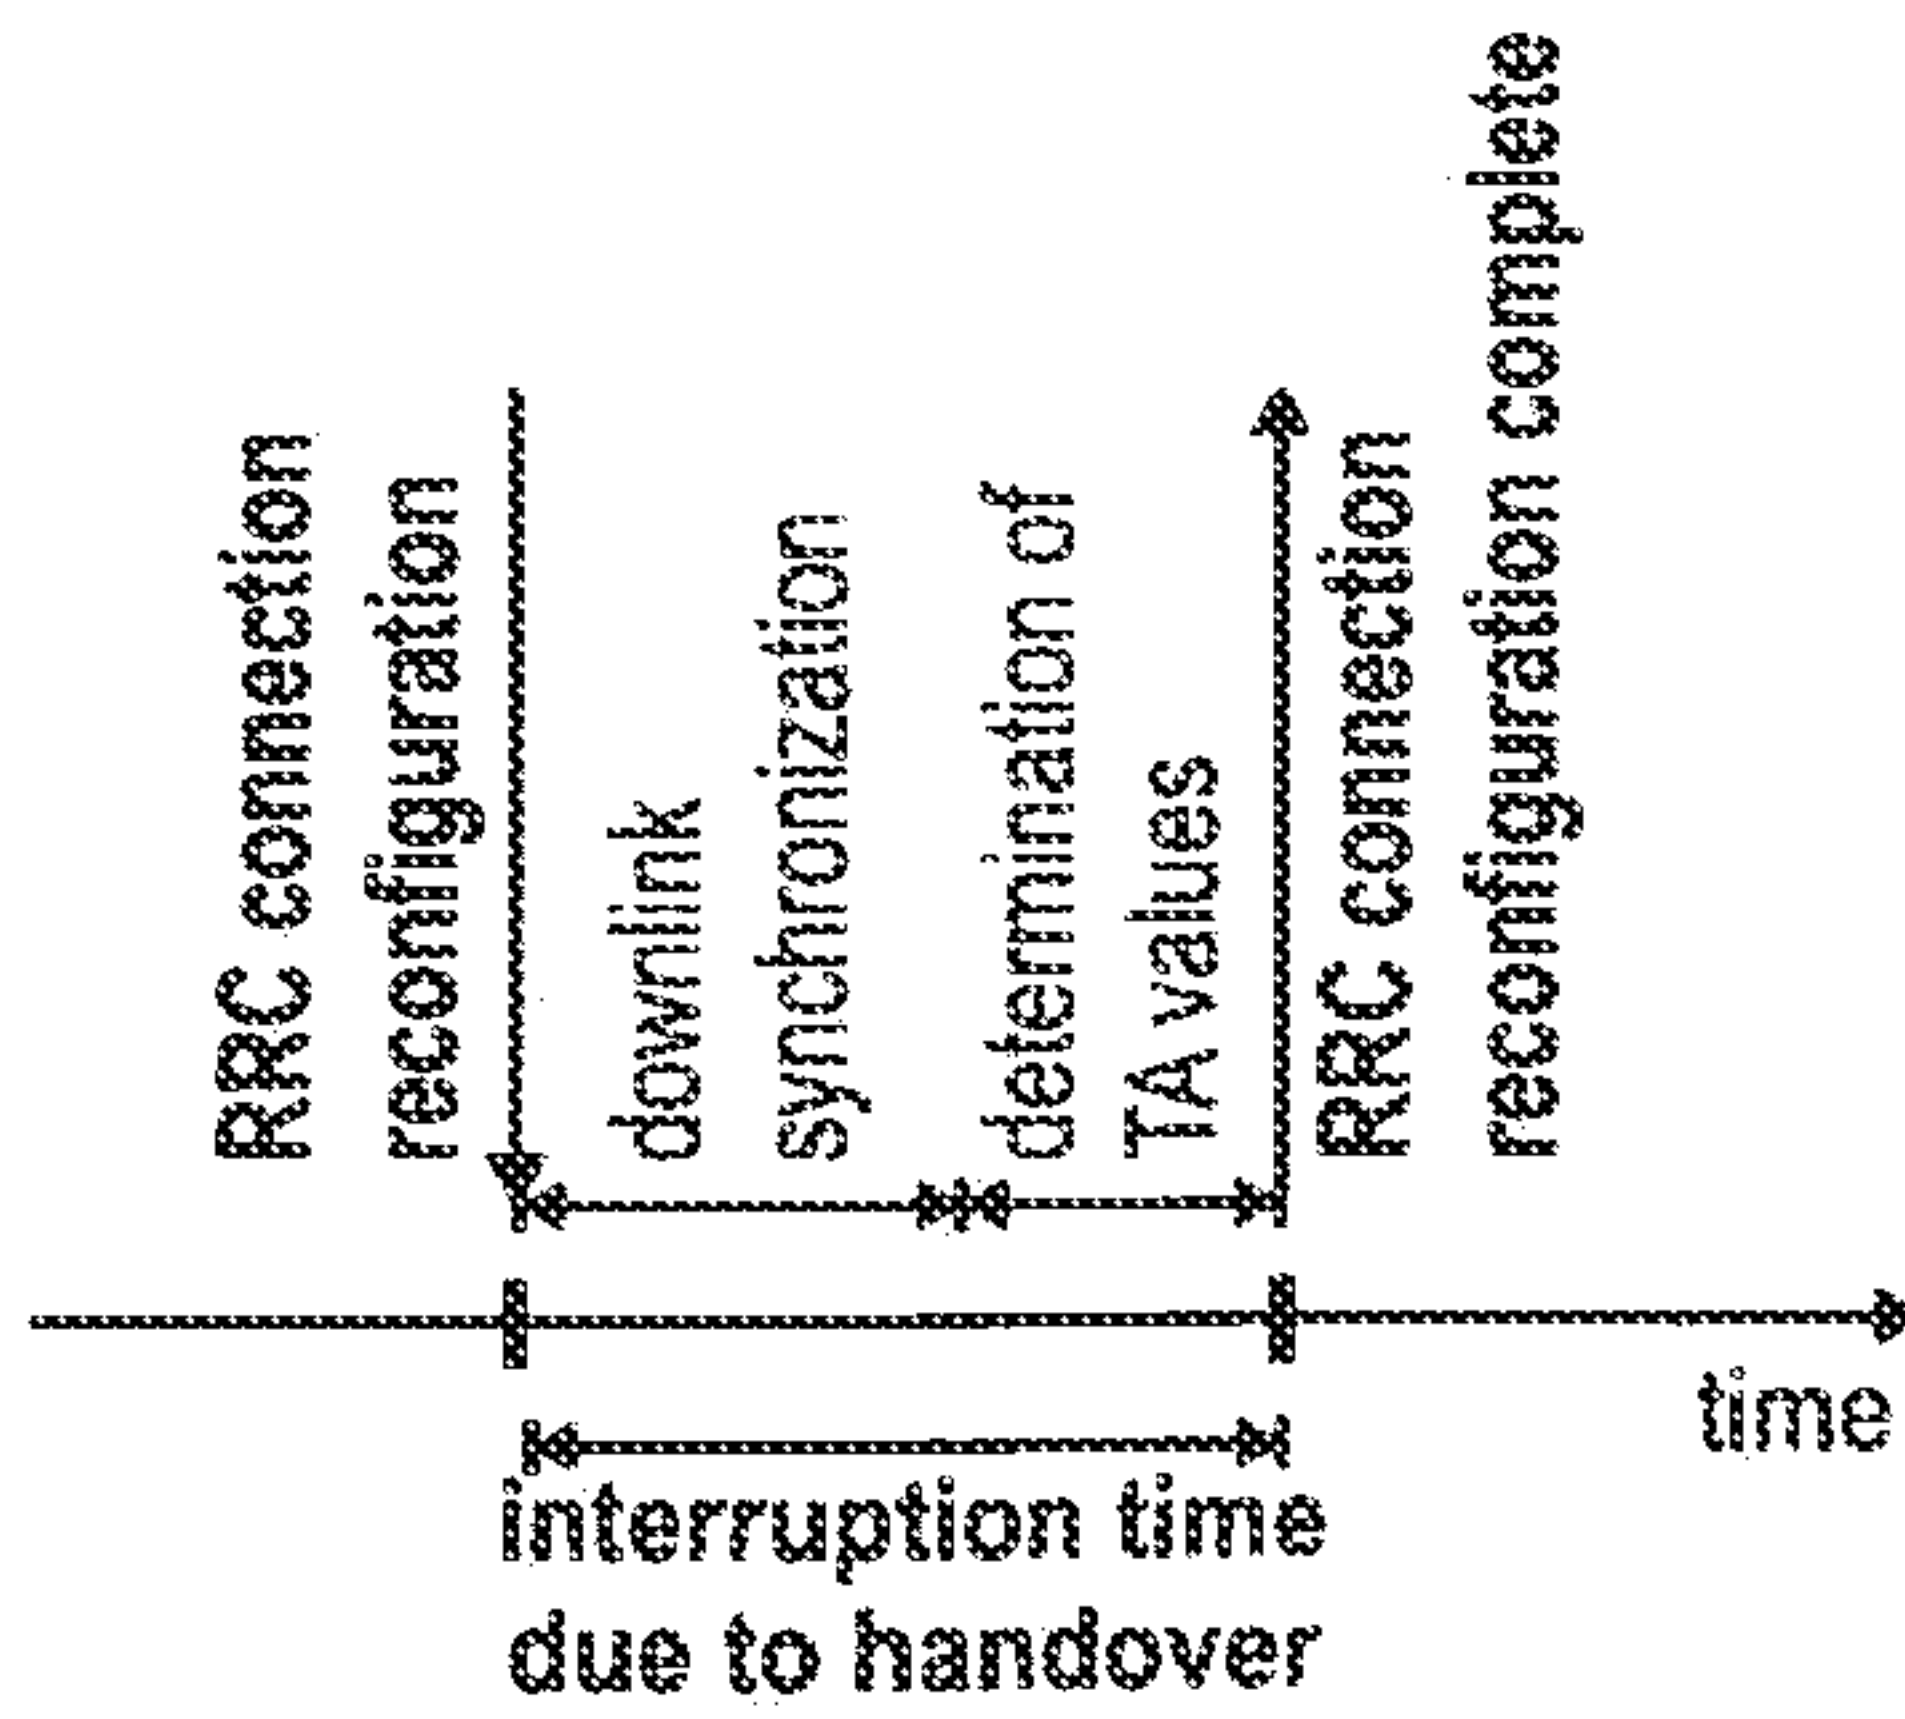 RRC connection
reconfiguration
downlink
synchronization
determination of
TA values
RRC connection
reconfiguration complete
time
interruption time
due to handover